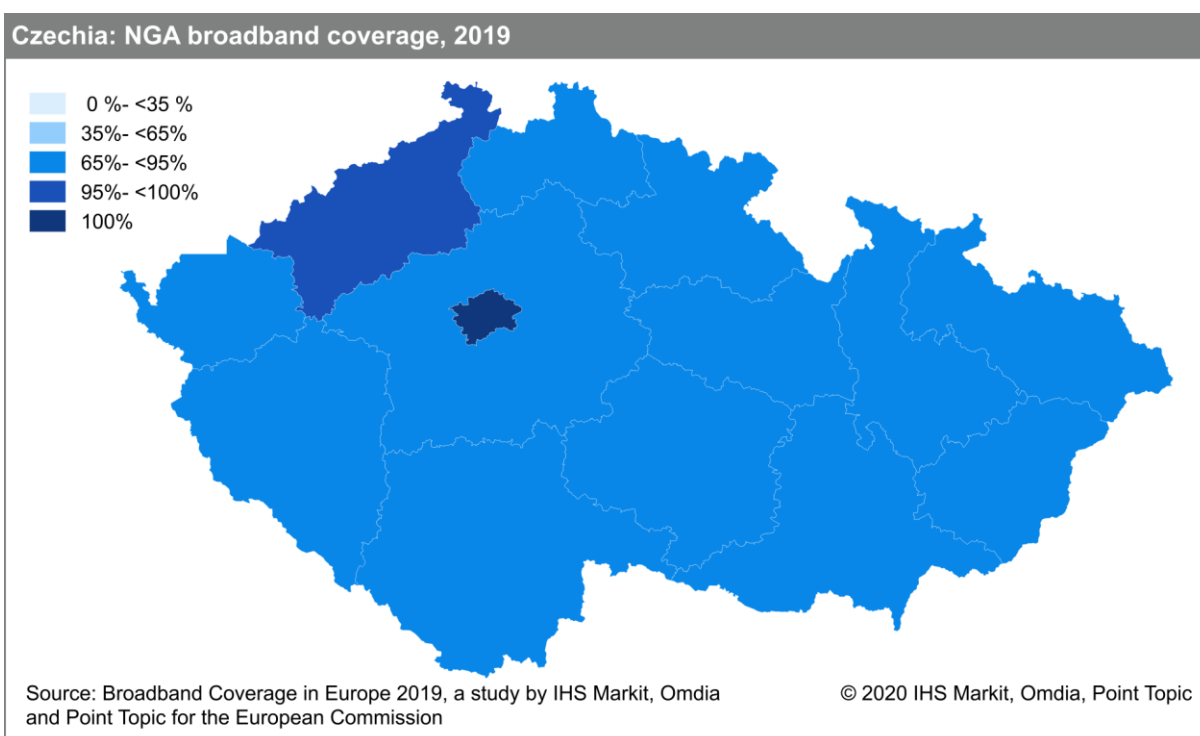 Czechia: NGA broadband coverage, 2019
0 %- <35 %
35%- <65%
65%- <95%
95%- <100%
100%
Source: Broadband Coverage in Europe 2019, a study by IHS Markit, Omdia
and Point Topic for the European Commission
© 2020 IHS Markit, Omdia, Point Topic